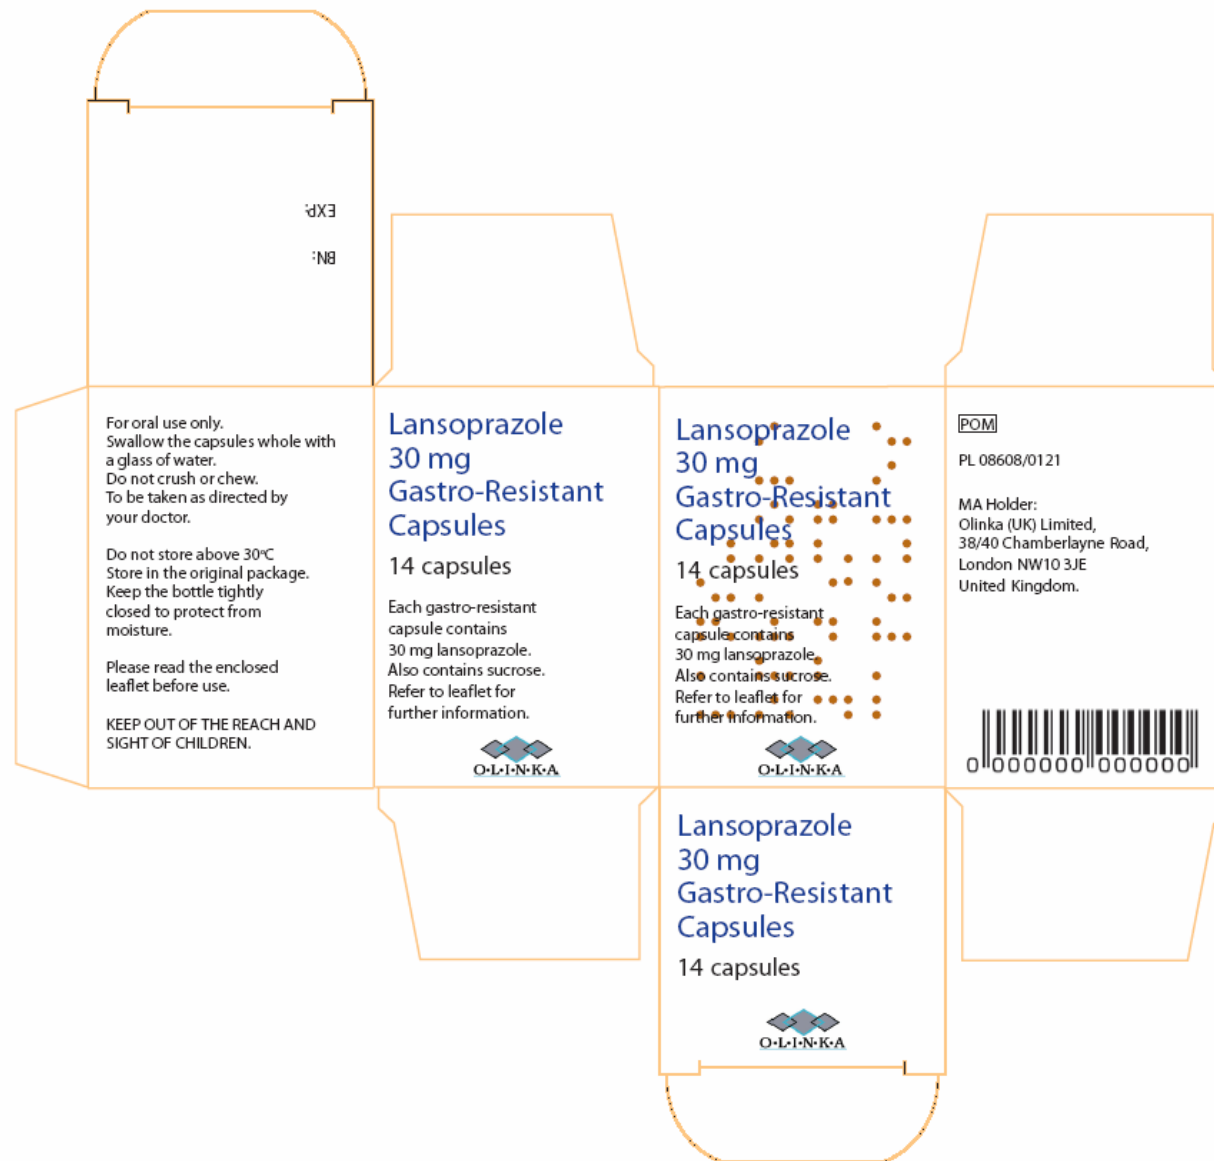 EXP:
BN:
For oral use only.
Swallow the capsules whole with
a glass of water.
Do not crush or chew.
To be taken as directed by
your doctor.
Do not store above 30ºC
Store in the original package.
Keep the bottle tightly
closed to protect from
moisture.
Please read the enclosed
leaflet before use.
KEEP OUT OF THE REACH AND
SIGHT OF CHILDREN.
Lansoprazole
30 mg
Gastro-Resistant
Capsules
14 capsules
Each gastro-resistant
capsule contains
30 mg lansoprazole.
Also contains sucrose.
Refer to leaflet for
further information.
O•L•I•N•K•A
Lansoprazole
30 mg
Gastro-Resistant
Capsules
14 capsules
Each gastro-resistant
capsule contains
30 mg lansoprazole.
Also contains sucrose.
Refer to leaflet for
further information.
O•L•I•N•K•A
POM
PL 08608/0121
MA Holder:
Olinka (UK) Limited,
38/40 Chamberlayne Road,
London NW10 3JE
United Kingdom.
0 000000 000000
Lansoprazole
30 mg
Gastro-Resistant
Capsules
14 capsules
O•L•I•N•K•A